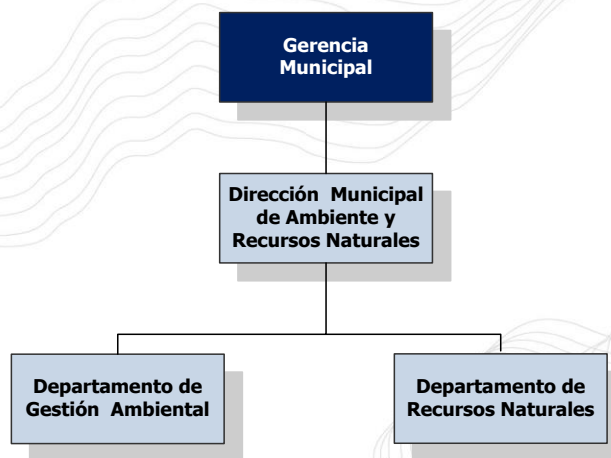 Gerencia
Municipal
Dirección Municipal
de Ambiente y
Recursos Naturales
Departamento de
Gestión Ambiental
Departamento de
Recursos Naturales